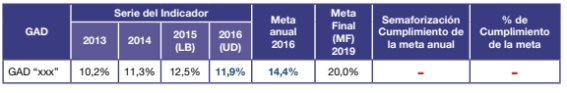 GAD
Serie del Indicador
2013
2014
2015
(LB)
2016
(UD)
Meta
anual
2016
Meta
Final
(MF)
2019
Semaforización
Cumplimiento de
la meta anual
% de
Cumplimiento
de la meta
GAD “xxx”
10,2%
11,3%
12,5%
11,9%
14,4%
20,0%
–
–